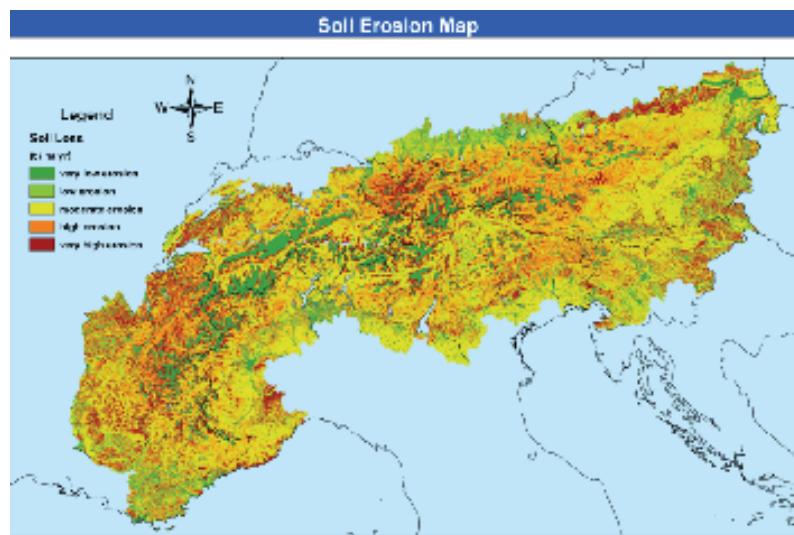 Soil Erosion Map
N
W E
S
Legend
Soil Loss
very low erosion
low erosion
moderate erosion
high erosion
very high erosion